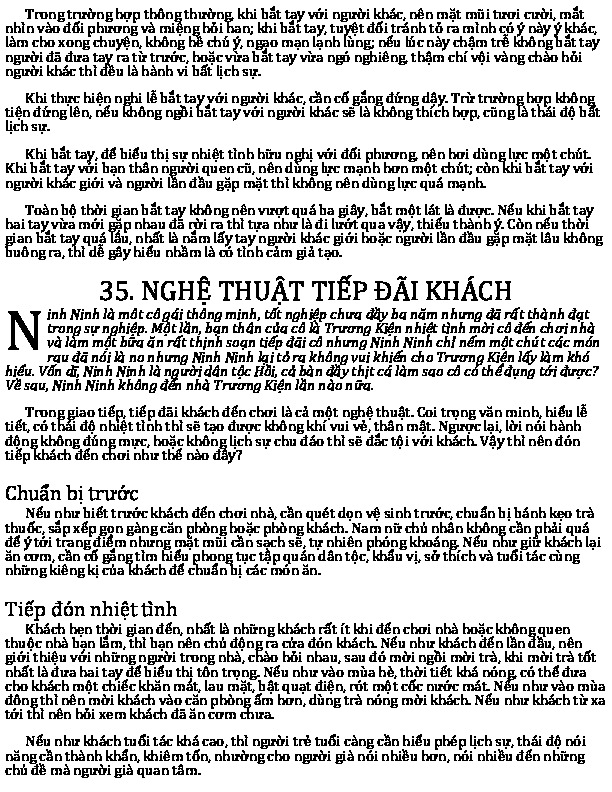 Trong trường hợp thông thường, khi bắt tay với người khác, nên mặt mũi tươi cười, mắt
nhìn vào đối phương và miệng hỏi han; khi bắt tay, tuyệt đối tránh tỏ ra mình có ý này ý khác,
làm cho xong chuyện, không hề chú ý, ngạo mạn lạnh lùng; nếu lúc này chậm trễ không bắt tay
người đã đưa tay ra từ trước, hoặc vừa bắt tay vừa ngó nghiêng, thậm chí vội vàng chào hỏi
người khác thì đều là hành vi bất lịch sự.
Khi thực hiện nghi lễ bắt tay với người khác, cần cố gắng đứng dậy. Trừ trường hợp không
tiện đứng lên, nếu không ngồi bắt tay với người khác sẽ là không thích hợp, cũng là thái độ bất
lịch sự.
Khi bắt tay, để biểu thị sự nhiệt tình hữu nghị với đối phương, nên hơi dùng lực một chút.
Khi bắt tay với bạn thân người quen cũ, nên dùng lực mạnh hơn một chút; còn khi bắt tay với
người khác giới và người lần đầu gặp mặt thì không nên dùng lực quá mạnh.
Toàn bộ thời gian bắt tay không nên vượt quá ba giây, bắt một lát là được. Nếu khi bắt tay
hai tay vừa mới gặp nhau đã rời ra thì tựa như là đi lướt qua vậy, thiếu thành ý. Còn nếu thời
gian bắt tay quá lâu, nhất là nắm lấy tay người khác giới hoặc người lần đầu gặp mặt lâu không
buông ra, thì dễ gây hiểu nhầm là có tình cảm giả tạo.
35. NGHỆ THUẬT TIẾP ĐÃI KHÁCH
Ninh Ninh là một cô gái thông minh, tốt nghiệp chưa đầy ba năm nhưng đã rất thành đạt
trong sự nghiệp. Một lần, bạn thân của cô là Trương Kiện nhiệt tình mời cô đến chơi nhà
và làm một bữa ăn rất thịnh soạn tiếp đãi cô nhưng Ninh Ninh chỉ nếm một chút các món
rau đã nói là no nhưng Ninh Ninh lại tỏ ra không vui khiến cho Trương Kiện lấy làm khó
hiểu. Vốn dĩ, Ninh Ninh là người dân tộc Hồi, cả bàn đầy thịt cá làm sao cô có thể đụng tới được?
Về sau, Ninh Ninh không đến nhà Trương Kiện lần nào nữa.
Trong giao tiếp, tiếp đãi khách đến chơi là cả một nghệ thuật. Coi trọng văn minh, hiểu lễ
tiết, có thái độ nhiệt tình thì sẽ tạo được không khí vui vẻ, thân mật. Ngược lại, lời nói hành
động không đúng mực, hoặc không lịch sự chu đáo thì sẽ đắc tội với khách. Vậy thì nên đón
tiếp khách đến chơi như thế nào đây?
Chuẩn bị trước
Nếu như biết trước khách đến chơi nhà, cần quét dọn vệ sinh trước, chuẩn bị bánh kẹo trà
thuốc, sắp xếp gọn gàng căn phòng hoặc phòng khách. Nam nữ chủ nhân không cần phải quá
để ý tới trang điểm nhưng mặt mũi cần sạch sẽ, tự nhiên phóng khoáng. Nếu như giữ khách lại
ăn cơm, cần cố gắng tìm hiểu phong tục tập quán dân tộc, khẩu vị, sở thích và tuổi tác cùng
những kiêng kị của khách để chuẩn bị các món ăn.
Tiếp đón nhiệt tình
Khách hẹn thời gian đến, nhất là những khách rất ít khi đến chơi nhà hoặc không quen
thuộc nhà bạn lắm, thì bạn nên chủ động ra cửa đón khách. Nếu như khách đến lần đầu, nên
giới thiệu với những người trong nhà, chào hỏi nhau, sau đó mời ngồi mời trà, khi mời trà tốt
nhất là đưa hai tay để biểu thị tôn trọng. Nếu như vào mùa hè, thời tiết khá nóng, có thể đưa
cho khách một chiếc khăn mặt, lau mặt, bật quạt điện, rót một cốc nước mát. Nếu như vào mùa
đông thì nên mời khách vào căn phòng ấm hơn, dùng trà nóng mời khách. Nếu như khách từ xa
tới thì nên hỏi xem khách đã ăn cơm chưa.
Nếu như khách tuổi tác khá cao, thì người trẻ tuổi càng cần hiểu phép lịch sự, thái độ nói
năng cần thành khẩn, khiêm tốn, nhường cho người già nói nhiều hơn, nói nhiều đến những
chủ đề mà người già quan tâm.